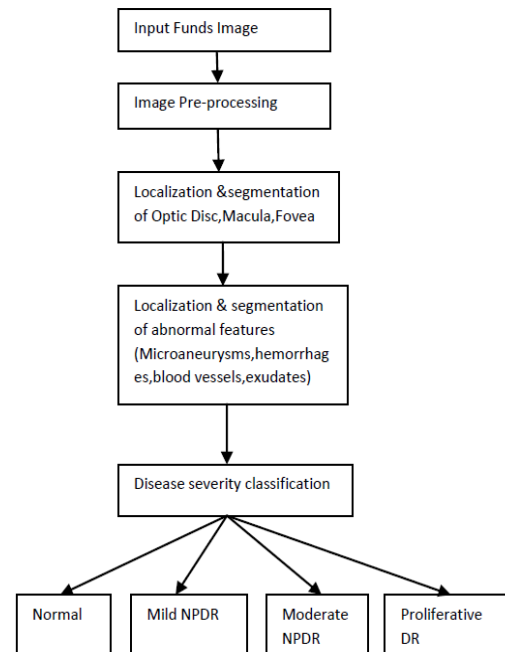 Input Funds Image
Image Pre-processing
Localization &segmentation
of Optic Disc,Macula,Fovea
Localization & segmentation
of abnormal features
(Microaneurysms,hemorrhag
es,blood vessels,exudates)
Disease severity classification
Normal
Mild NPDR
Moderate
NPDR
Proliferative
DR